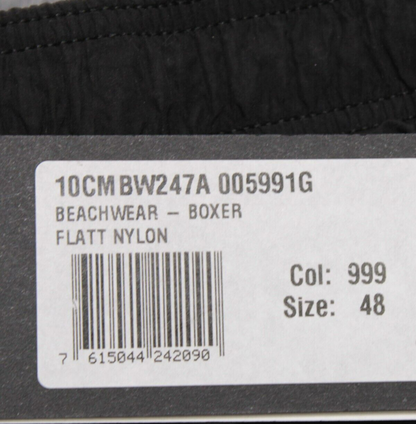 10CMBW247A 005991G
BEACHWEAR – BOXER
FLATT NYLON
Col: 999
Size: 48
7 615044 242090